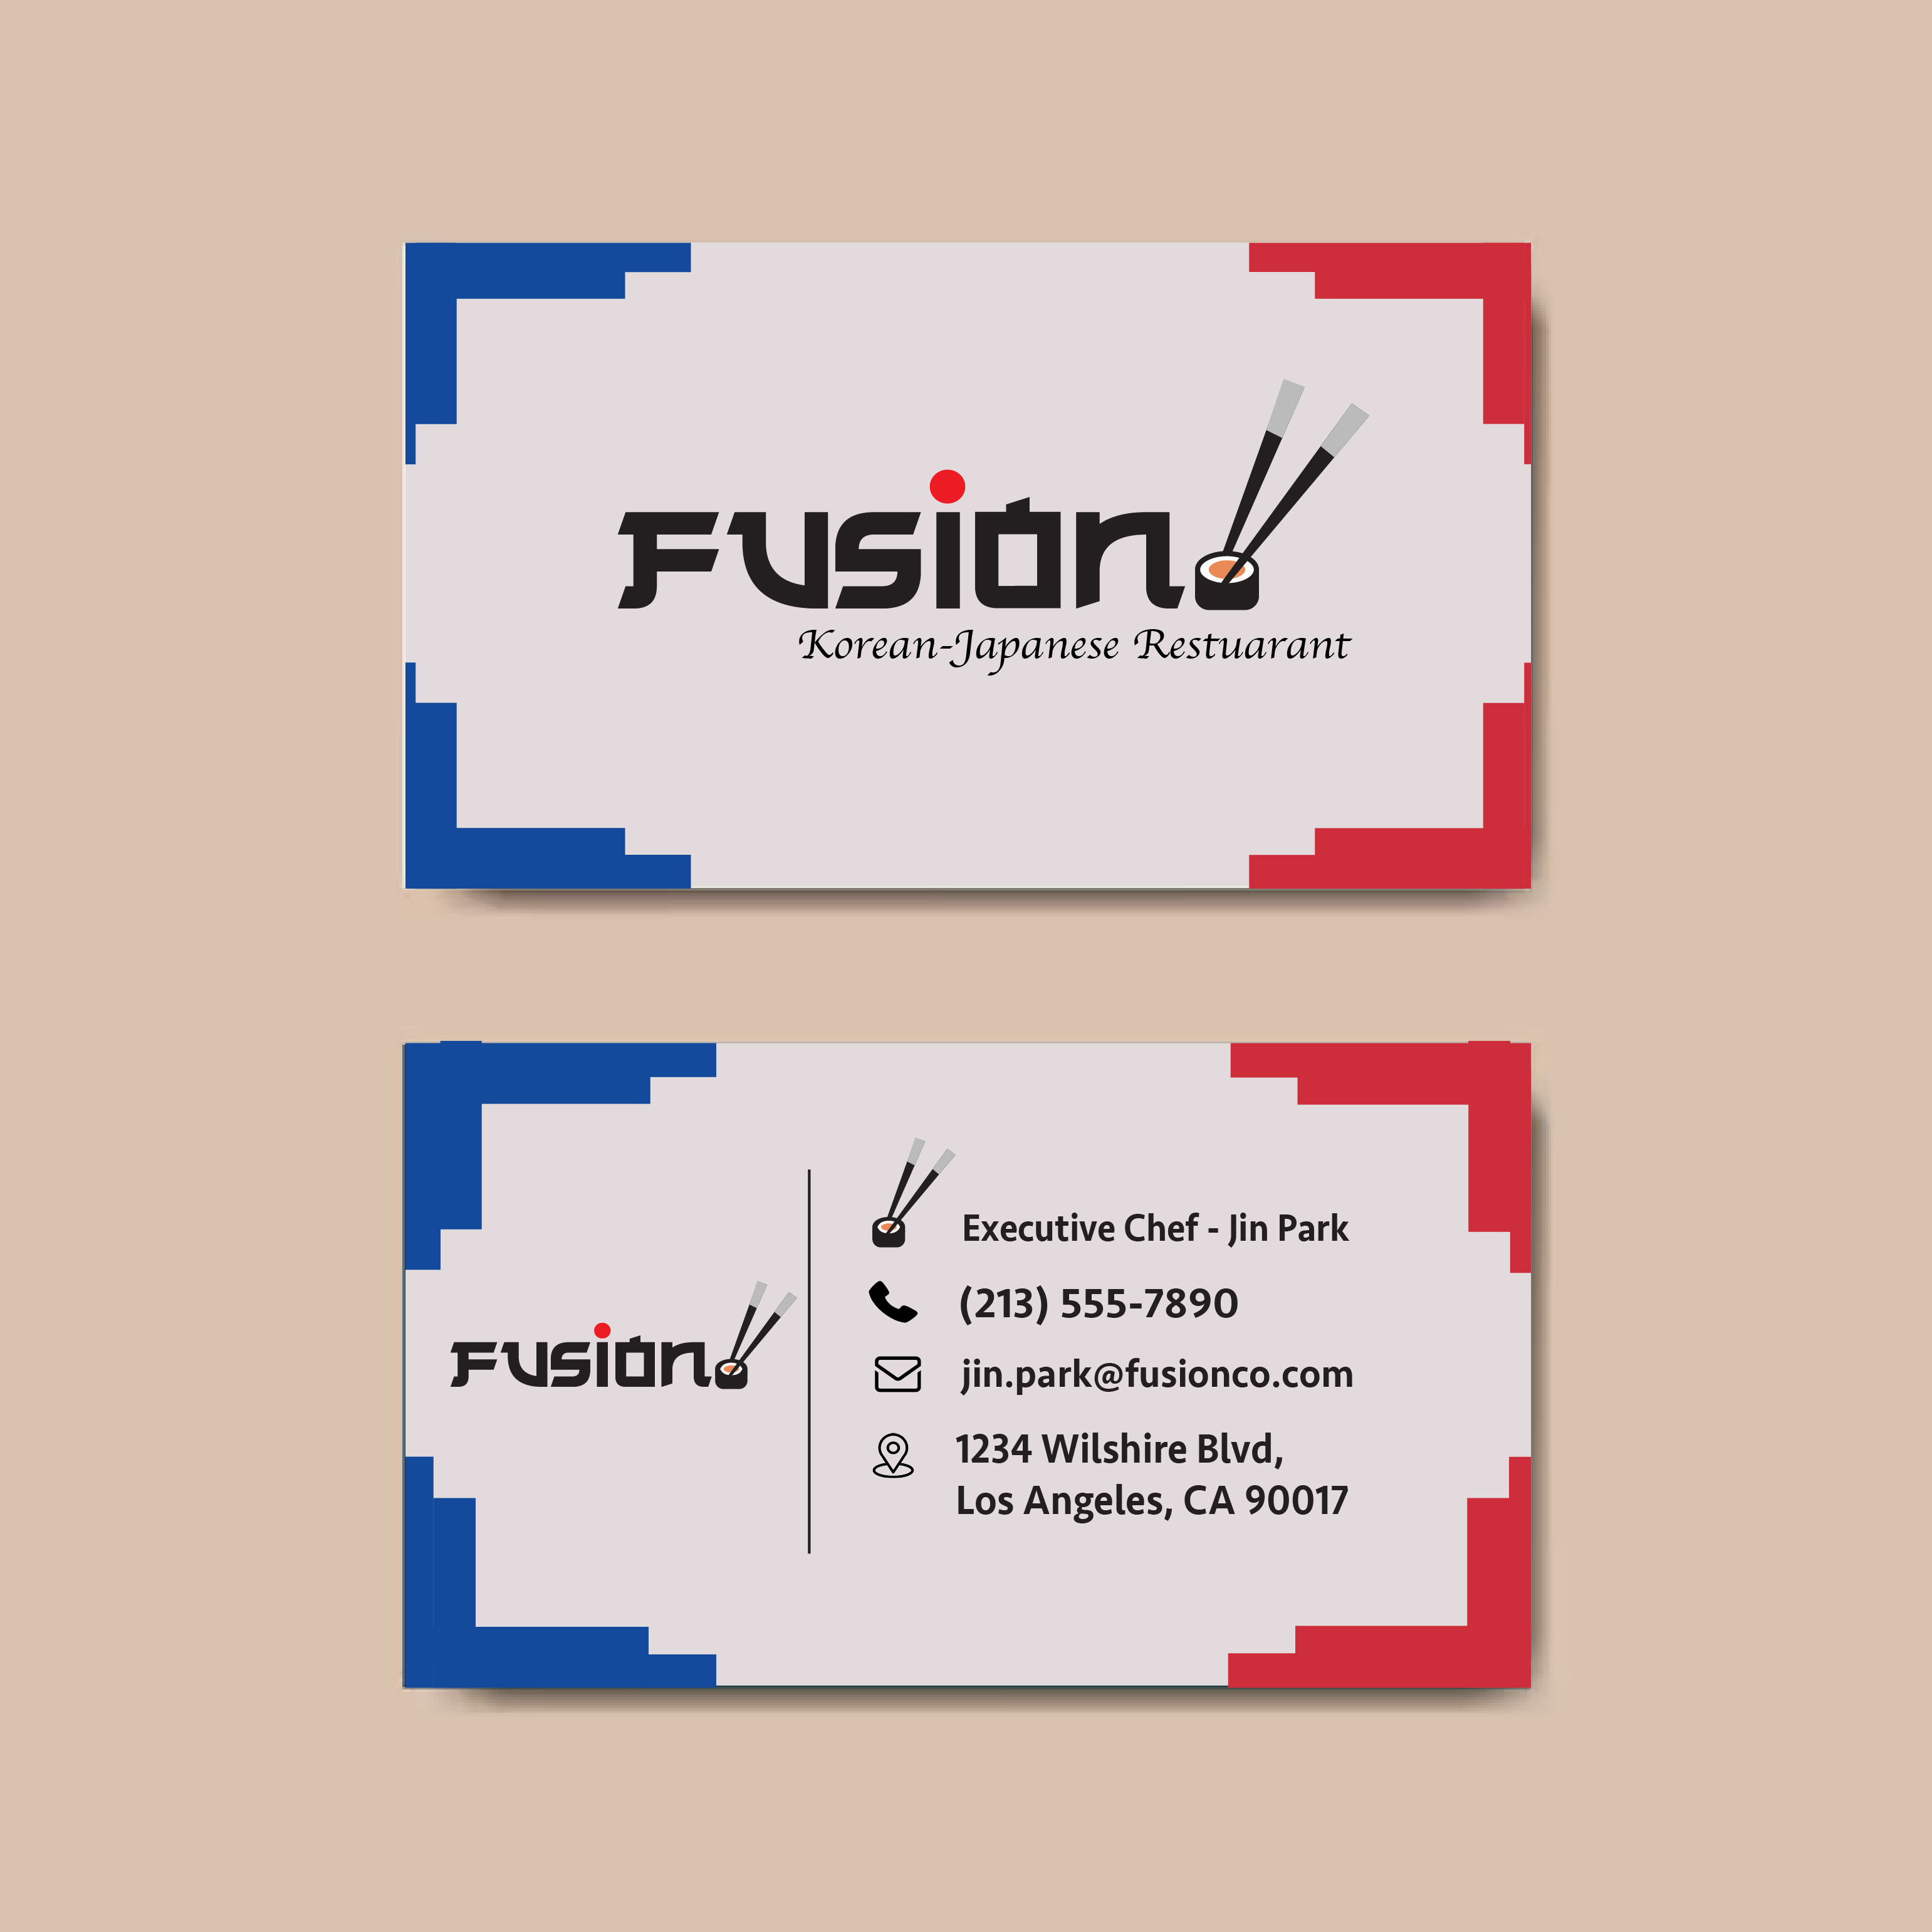 Fusion
Korean-Japanese Restuarant
Fusion
Executive Chef - Jin Park
(213) 555-7890
jin.park@fusionco.com
1234 Wilshire Blvd,
Los Angeles, CA 90017